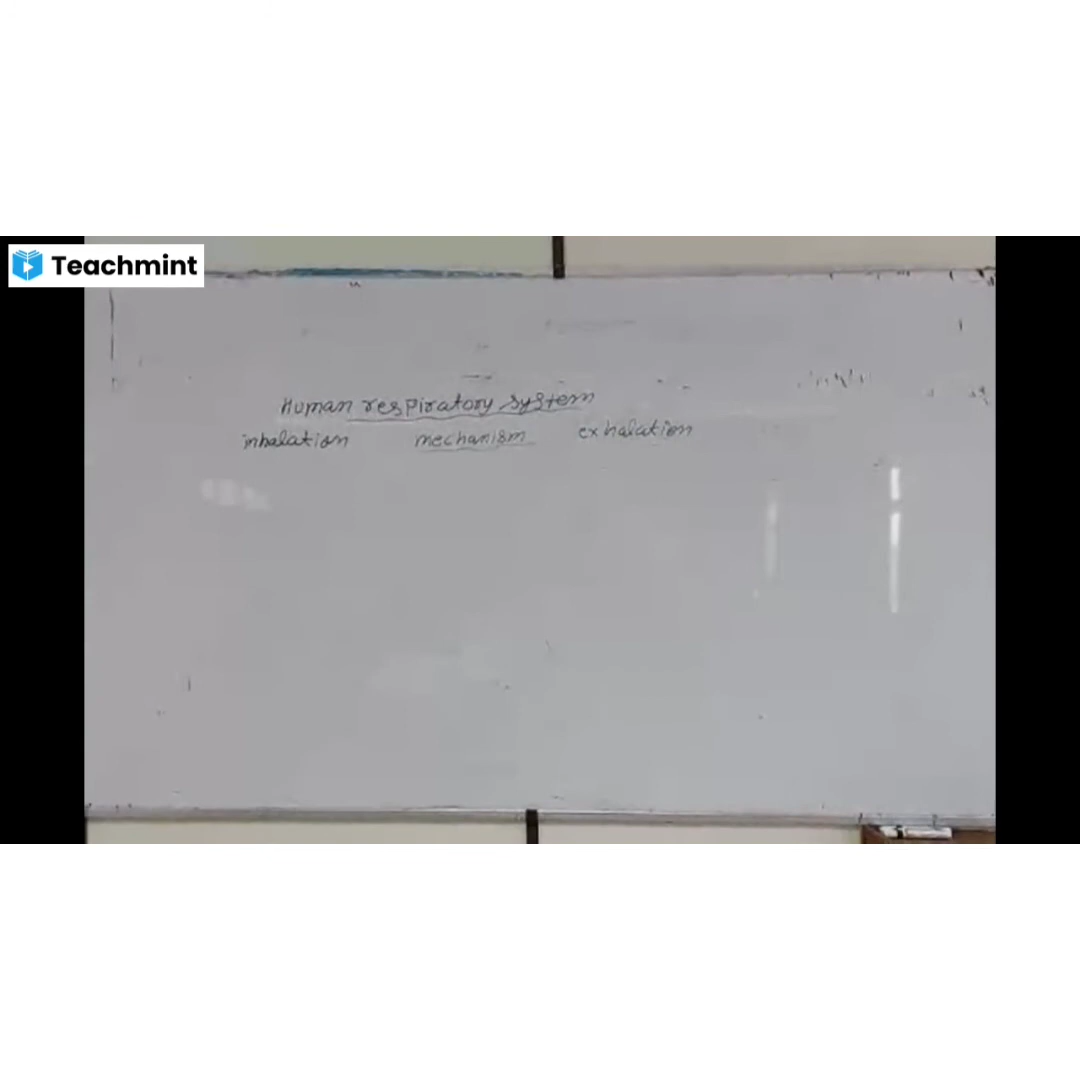 Teachmint
Human respiratory system
inhalation mechanism exhalation